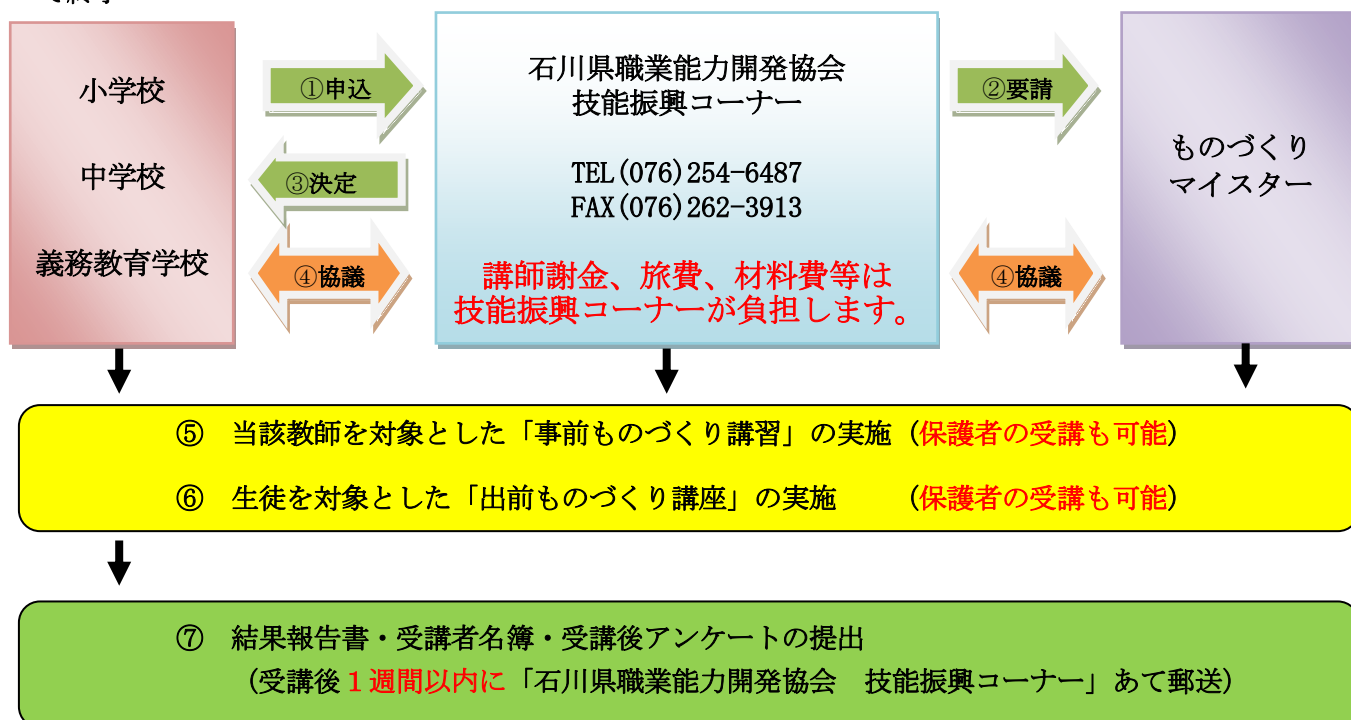 小学校
中学校
義務教育学校
①申込
③決定
④協議
石川県職業能力開発協会
技能振興コーナー
TEL(076)254-6487
FAX(076)262-3913
講師謝金、旅費、材料費等は
技能振興コーナーが負担します。
②要請
④協議
ものづくり
マイスター
⑤ 当該教師を対象とした「事前ものづくり講習」の実施（保護者の受講も可能）
⑥ 生徒を対象とした「出前ものづくり講座」の実施 （保護者の受講も可能）
⑦ 結果報告書・受講者名簿・受講後アンケートの提出
（受講後１週間以内に「石川県職業能力開発協会 技能振興コーナー」あて郵送）